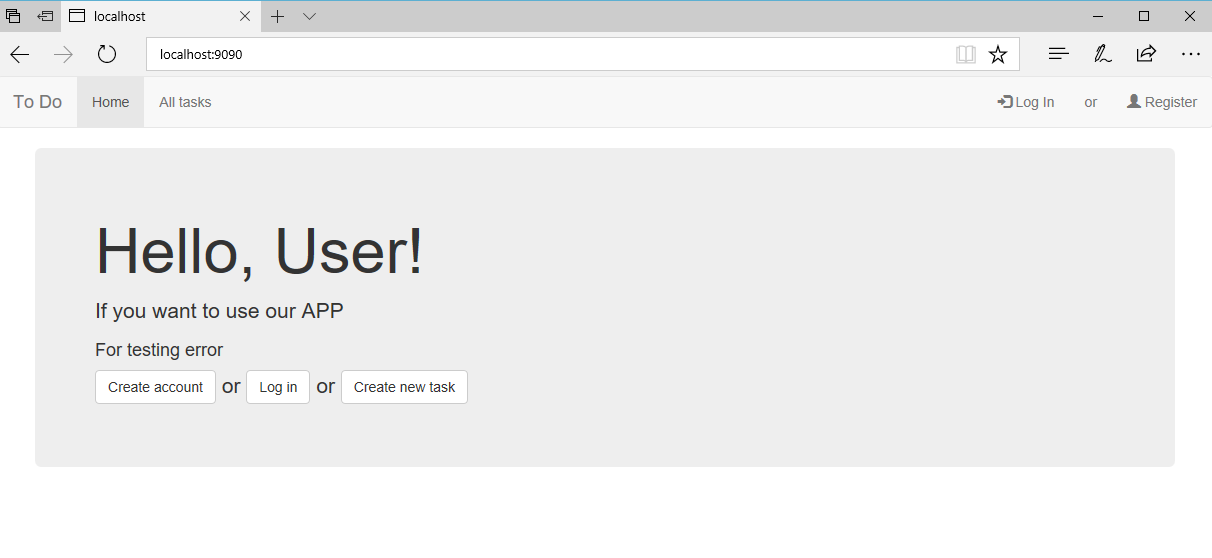 localhost
localhost:9090
To Do Home All tasks Log In or Register
Hello, User!
If you want to use our APP
For testing error
Create account or Log in or Create new task